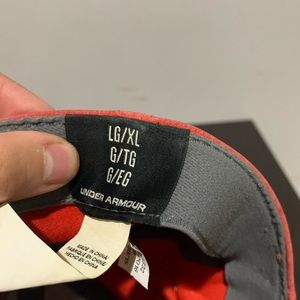 LG/XL
G/TG
G/EG
UNDER ARMOUR
MADE IN CHINA
FABRIQUÉ EN CHINE
HECHO EN CHINA